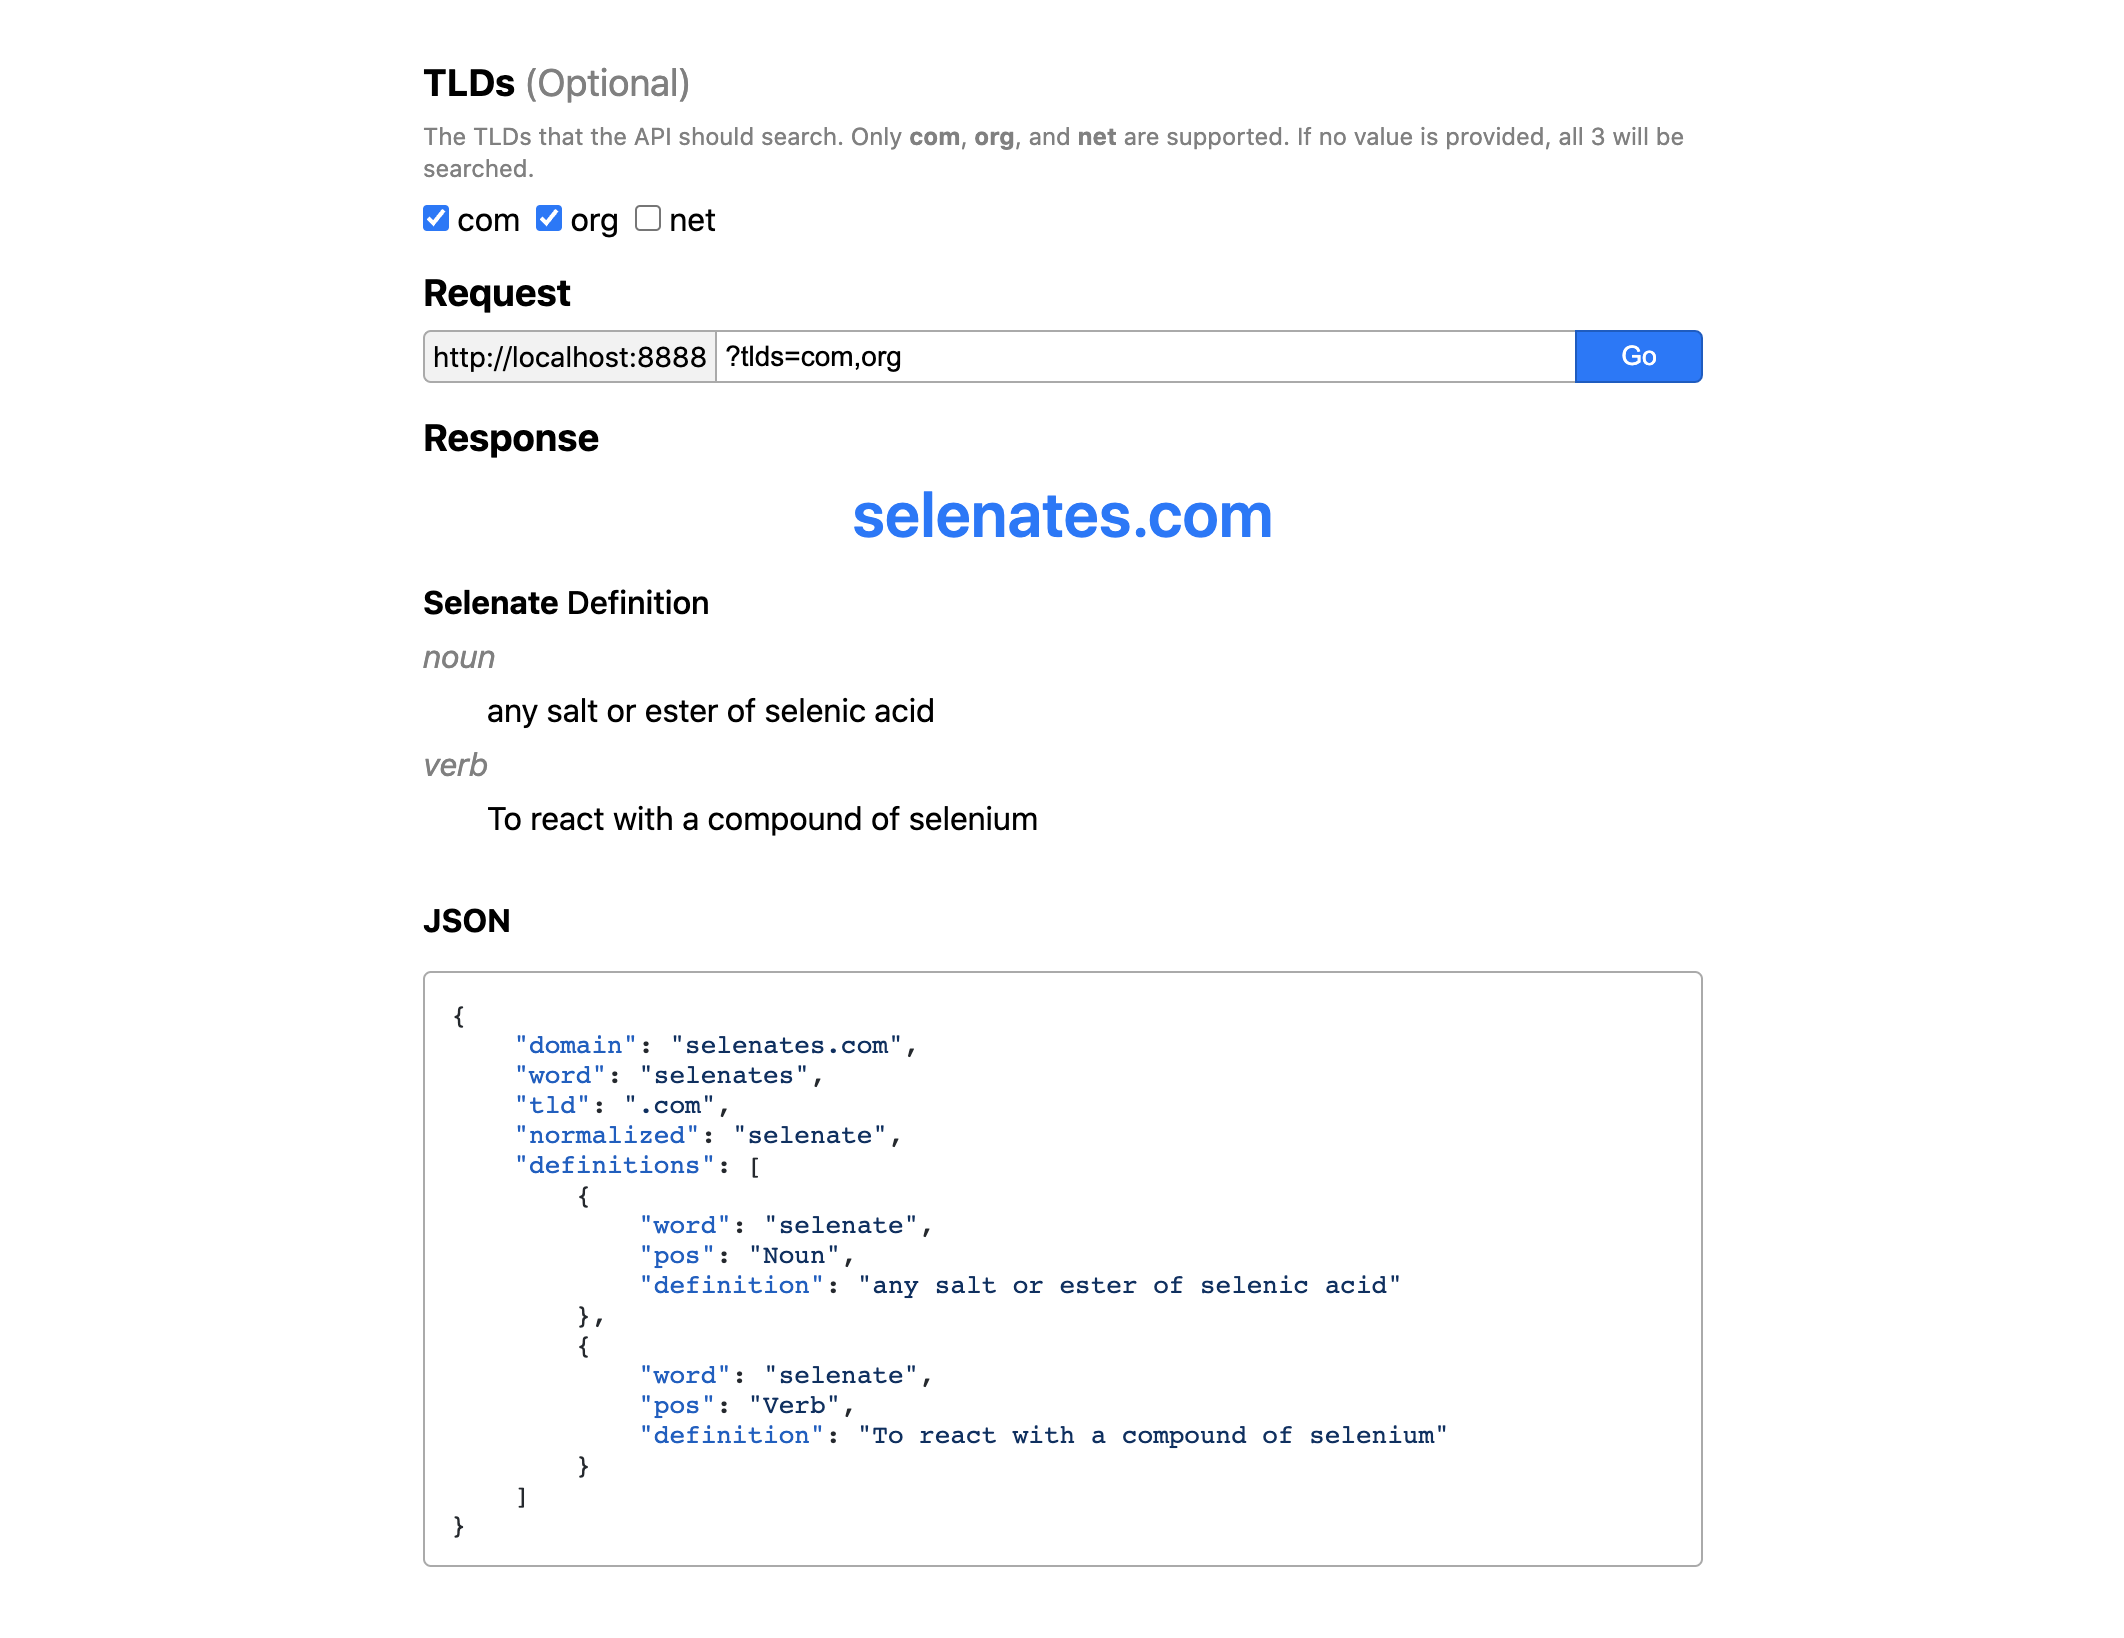 TLDs (Optional)
The TLDs that the API should search. Only com, org, and net are supported. If no value is provided, all 3 will be
searched.
com org net
Request
http://localhost:8888 ?tlds=com,org Go
Response
selenates.com
Selenate Definition
noun
any salt or ester of selenic acid
verb
To react with a compound of selenium
JSON
{
    "domain": "selenates.com",
    "word": "selenates",
    "tld": ".com",
    "normalized": "selenate",
    "definitions": [
        {
            "word": "selenate",
            "pos": "Noun",
            "definition": "any salt or ester of selenic acid"
        },
        {
            "word": "selenate",
            "pos": "Verb",
            "definition": "To react with a compound of selenium"
        }
    ]
}